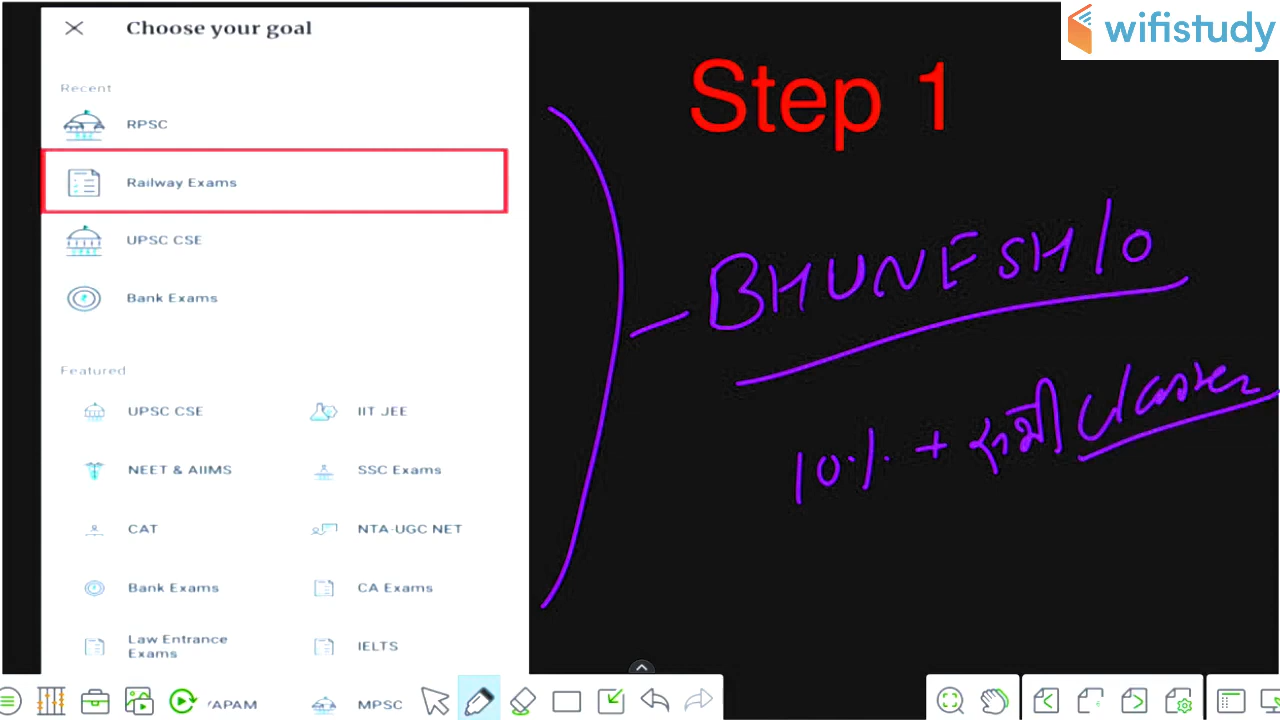 wifistudy
Choose your goal
Recent
RPSC
Railway Exams
UPSC CSE
Bank Exams
Featured
UPSC CSE IIT JEE
NEET & AIIMS SSC Exams
CAT NTA-UGC NET
Bank Exams CA Exams
Law Entrance
Exams
IELTS
YAPAM MPSC
Step 1
BHUNESH10
10% + सभी classes